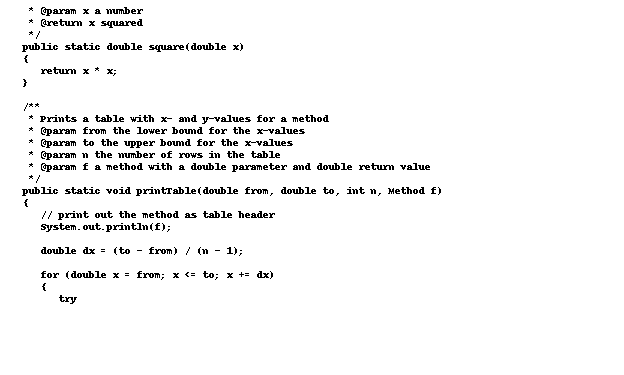 * @param x a number
 * @return x squared
 */
public static double square(double x)
{
   return x * x;
}

/**
 * Prints a table with x- and y-values for a method
 * @param from the lower bound for the x-values
 * @param to the upper bound for the x-values
 * @param n the number of rows in the table
 * @param f a method with a double parameter and double return value
 */
public static void printTable(double from, double to, int n, Method f)
{
   // print out the method as table header
   System.out.println(f);

   double dx = (to - from) / (n - 1);

   for (double x = from; x <= to; x += dx)
   {
      try